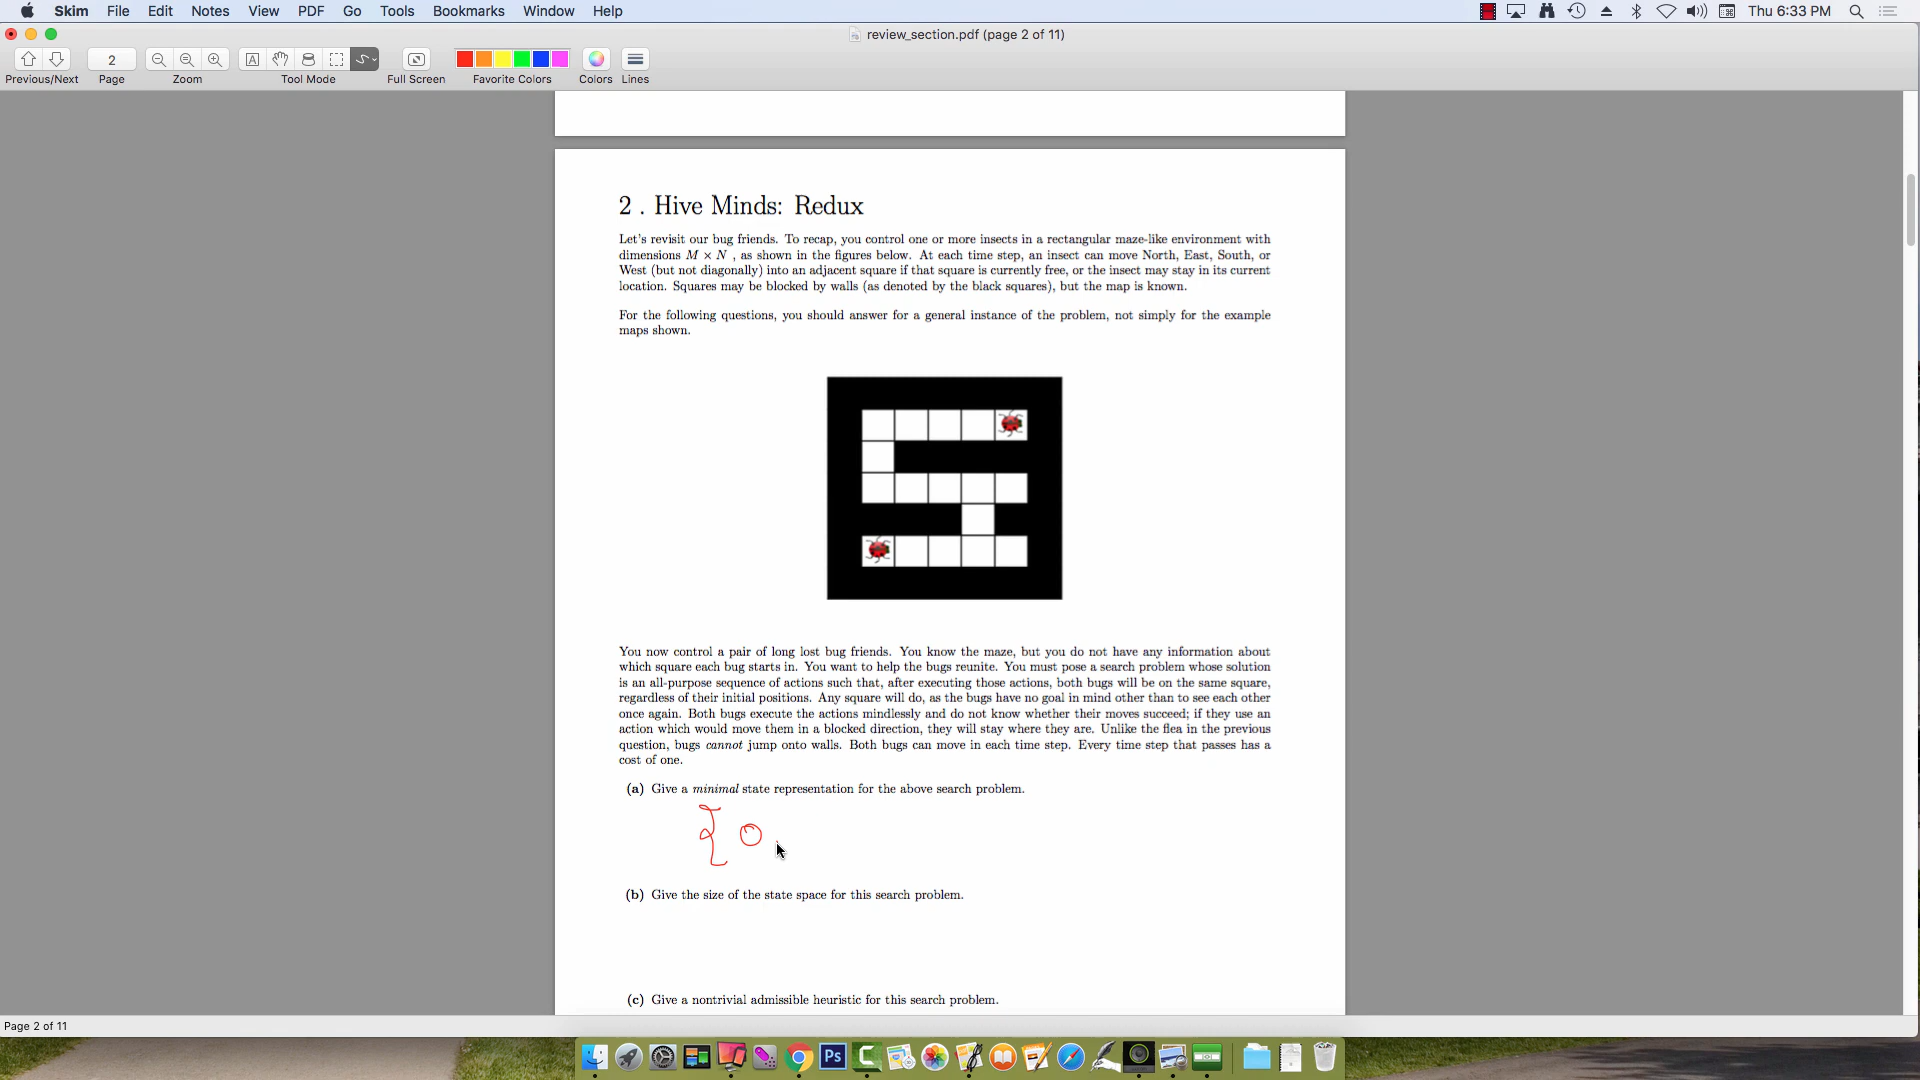 Skim File Edit Notes View PDF Go Tools Bookmarks Window Help Thu 6:33 PM
review_section.pdf (page 2 of 11)
2
Previous/Next Page Zoom Tool Mode Full Screen Favorite Colors Colors Lines
2 . Hive Minds: Redux
Let's revisit our bug friends. To recap, you control one or more insects in a rectangular maze-like environment with
dimensions M × N , as shown in the figures below. At each time step, an insect can move North, East, South, or
West (but not diagonally) into an adjacent square if that square is currently free, or the insect may stay in its current
location. Squares may be blocked by walls (as denoted by the black squares), but the map is known.
For the following questions, you should answer for a general instance of the problem, not simply for the example
maps shown.
You now control a pair of long lost bug friends. You know the maze, but you do not have any information about
which square each bug starts in. You want to help the bugs reunite. You must pose a search problem whose solution
is an all-purpose sequence of actions such that, after executing those actions, both bugs will be on the same square,
regardless of their initial positions. Any square will do, as the bugs have no goal in mind other than to see each other
once again. Both bugs execute the actions mindlessly and do not know whether their moves succeed; if they use an
action which would move them in a blocked direction, they will stay where they are. Unlike the flea in the previous
question, bugs cannot jump onto walls. Both bugs can move in each time step. Every time step that passes has a
cost of one.
(a) Give a minimal state representation for the above search problem.
{ 0
(b) Give the size of the state space for this search problem.
(c) Give a nontrivial admissible heuristic for this search problem.
Page 2 of 11
Ps